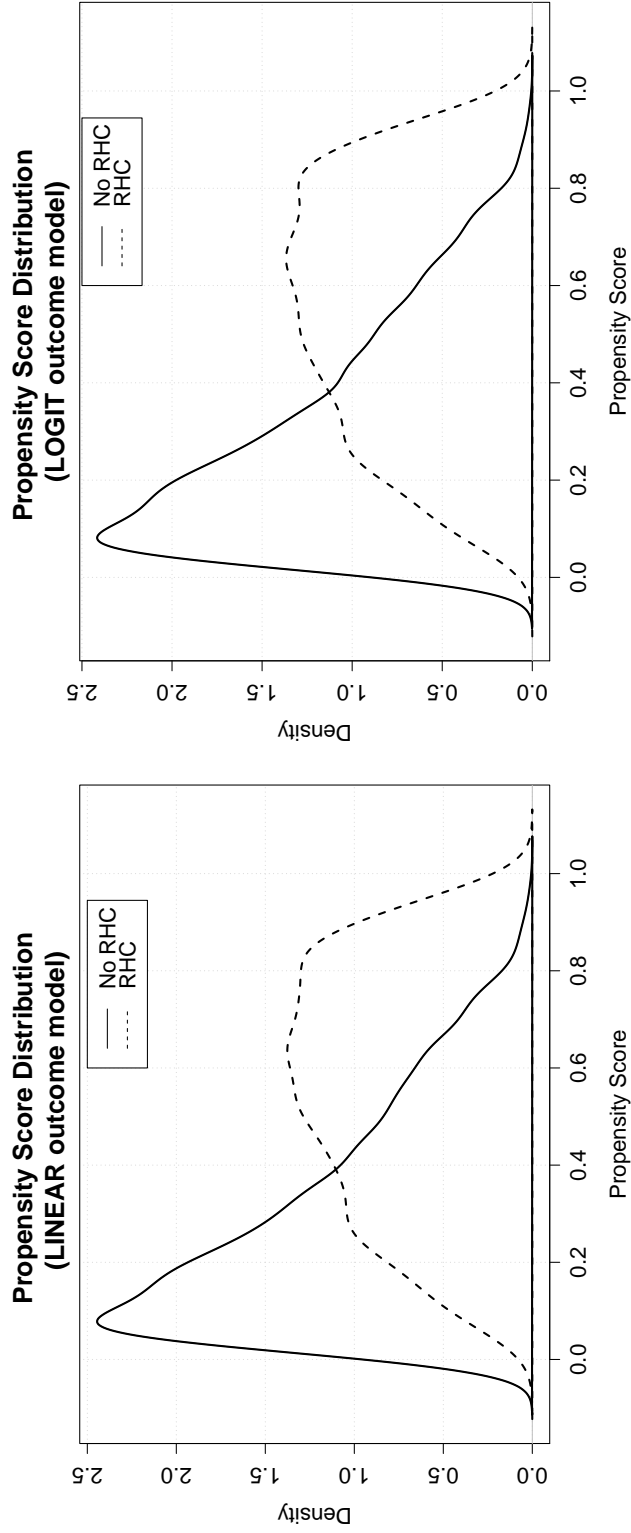 Propensity Score Distribution
(LINEAR outcome model)
No RHC
RHC
Density
0.0 0.5 1.0 1.5 2.0 2.5
0.0 0.2 0.4 0.6 0.8 1.0
Propensity Score
Propensity Score Distribution
(LOGIT outcome model)
No RHC
RHC
Density
0.0 0.5 1.0 1.5 2.0 2.5
0.0 0.2 0.4 0.6 0.8 1.0
Propensity Score